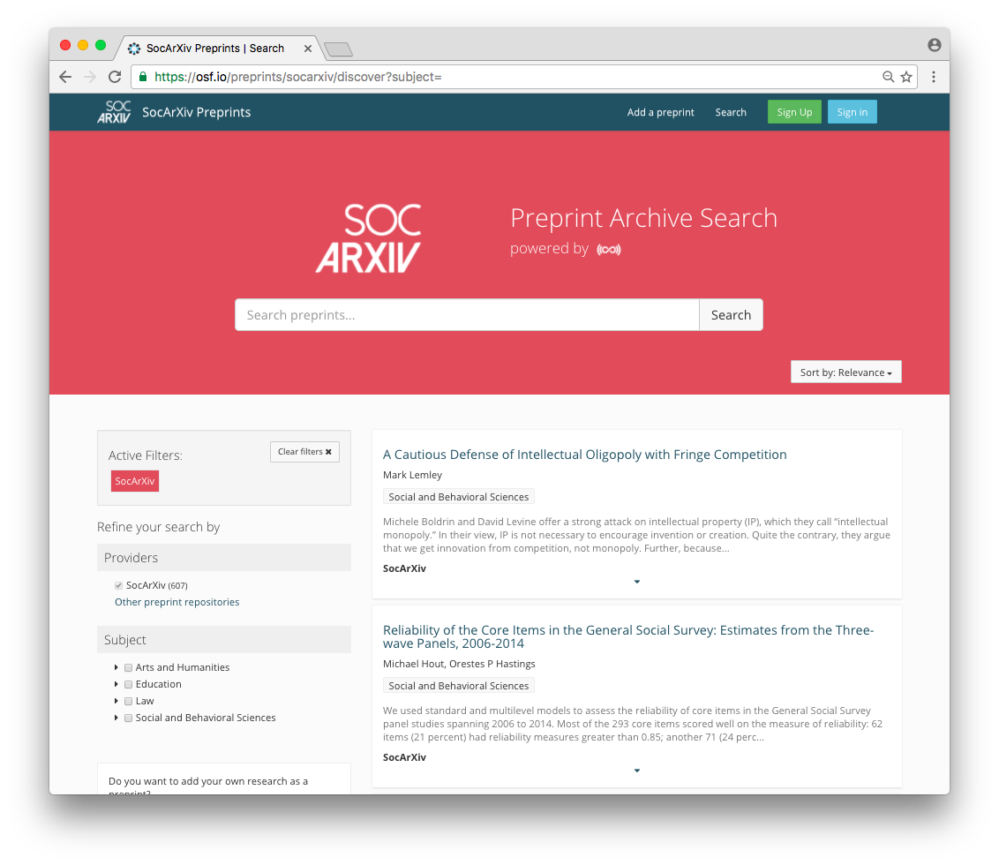 SocArXiv Preprints | Search
https://osf.io/preprints/socarxiv/discover?subject=
SOC
ARXIV
SocArXiv Preprints
Add a preprint
Search
Sign Up
Sign in
SOC
ARXIV
Preprint Archive Search
powered by
Search preprints...
Search
Sort by: Relevance
Active Filters:
Clear filters ✖
SocArXiv
Refine your search by
Providers
SocArXiv (607)
Other preprint repositories
Subject
Arts and Humanities
Education
Law
Social and Behavioral Sciences
Do you want to add your own research as a
preprint?
A Cautious Defense of Intellectual Oligopoly with Fringe Competition
Mark Lemley
Social and Behavioral Sciences
Michele Boldrin and David Levine offer a strong attack on intellectual property (IP), which they call “intellectual
monopoly.” In their view, IP is not necessary to encourage invention or creation. Quite the contrary, they argue
that we get innovation from competition, not monopoly. Further, because...
SocArXiv
Reliability of the Core Items in the General Social Survey: Estimates from the Three-
wave Panels, 2006-2014
Michael Hout, Orestes P Hastings
Social and Behavioral Sciences
We used standard and multilevel models to assess the reliability of core items in the General Social Survey
panel studies spanning 2006 to 2014. Most of the 293 core items scored well on the measure of reliability: 62
items (21 percent) had reliability measures greater than 0.85; another 71 (24 perc...
SocArXiv